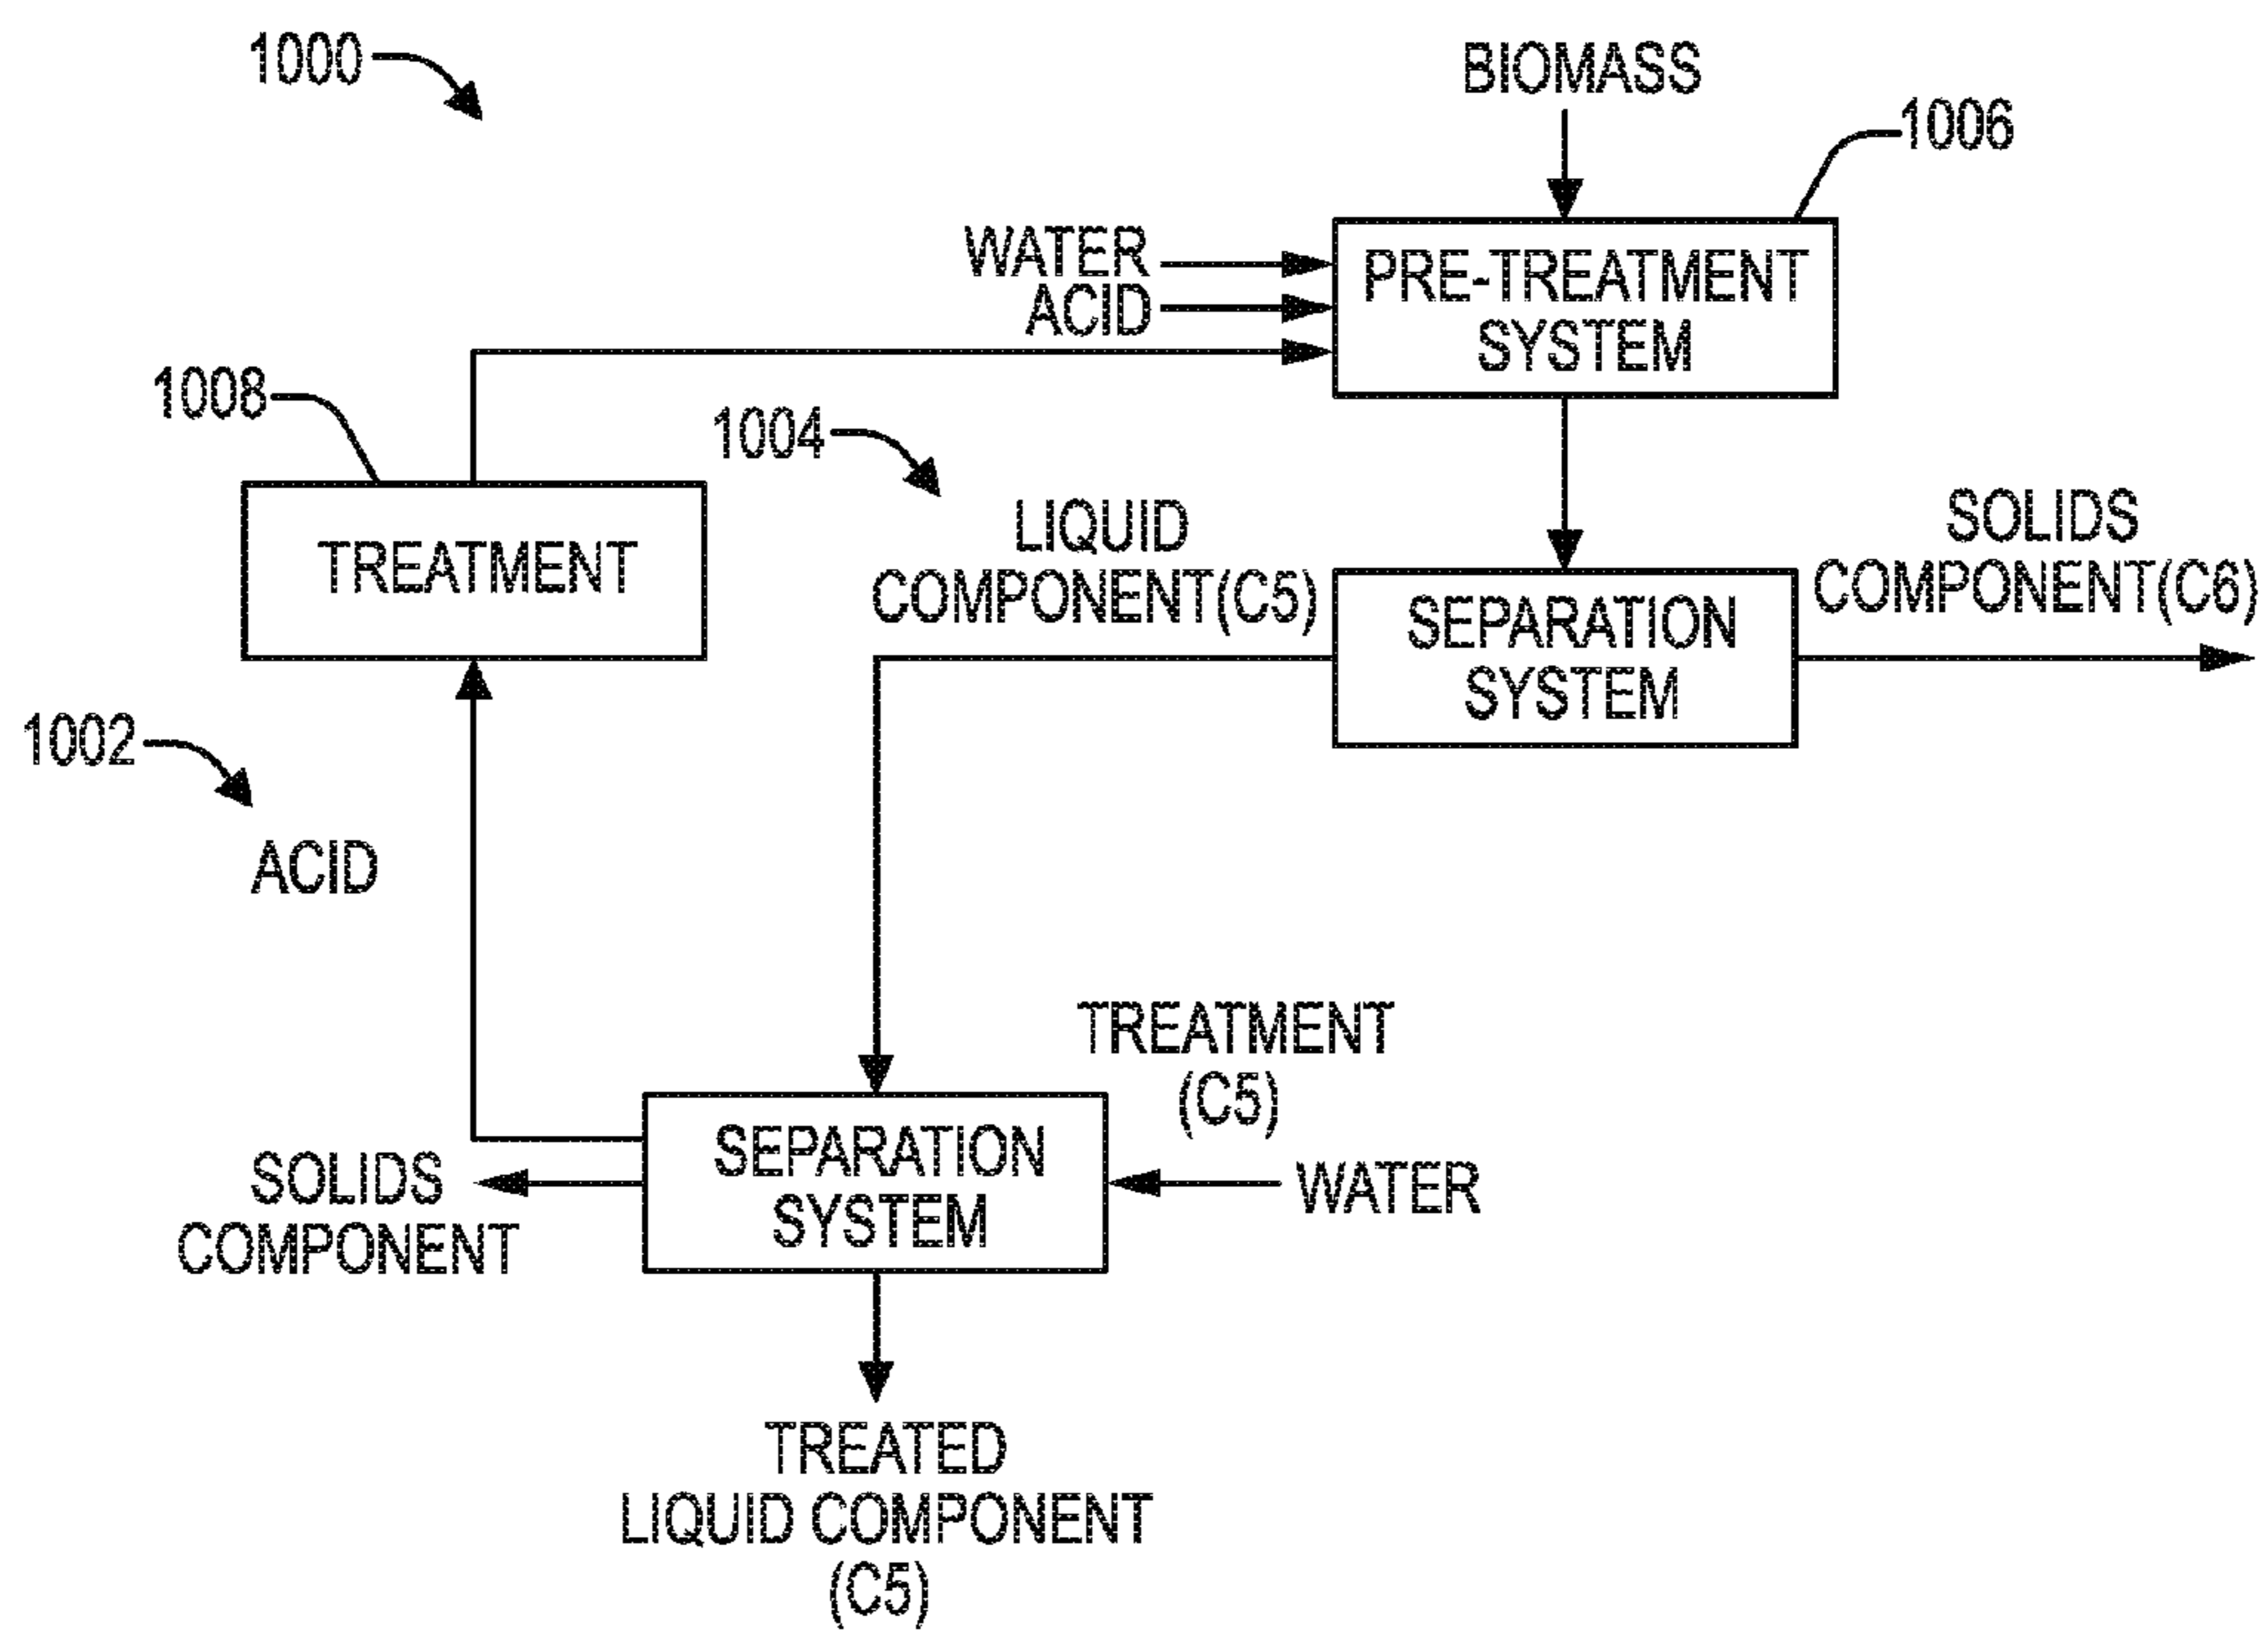 1000
BIOMASS
1006
WATER
ACID
PRE-TREATMENT
SYSTEM
1008
1004
TREATMENT
LIQUID
COMPONENT(C5)
SEPARATION
SYSTEM
SOLIDS
COMPONENT(C6)
1002
ACID
TREATMENT
(C5)
SEPARATION
SYSTEM
WATER
SOLIDS
COMPONENT
TREATED
LIQUID COMPONENT
(C5)